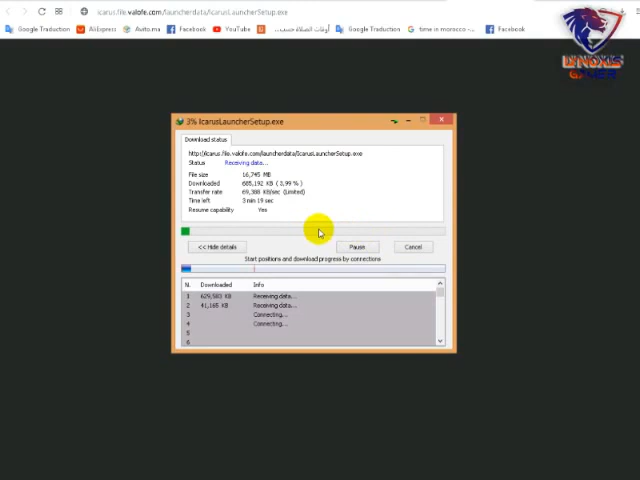 icarus.file.valofe.com/launcherdata/IcarusLauncherSetup.exe
Google Traduction AliExpress Avito.ma Facebook YouTube أوقات الصلاة حسب... Google Traduction time in morocco -... Facebook
GAMER
3% IcarusLauncherSetup.exe
Download status
http://icarus.file.valofe.com/launcherdata/IcarusLauncherSetup.exe
Status Receiving data...
File size 16,745 MB
Downloaded 685,192 KB ( 3,99 % )
Transfer rate 69,388 KB/sec (Limited)
Time left 3 min 19 sec
Resume capability Yes
<< Hide details Pause Cancel
Start positions and download progress by connections
N. Downloaded Info
1 629,583 KB Receiving data...
2 41,165 KB Receiving data...
3 Connecting...
4 Connecting...
5
6